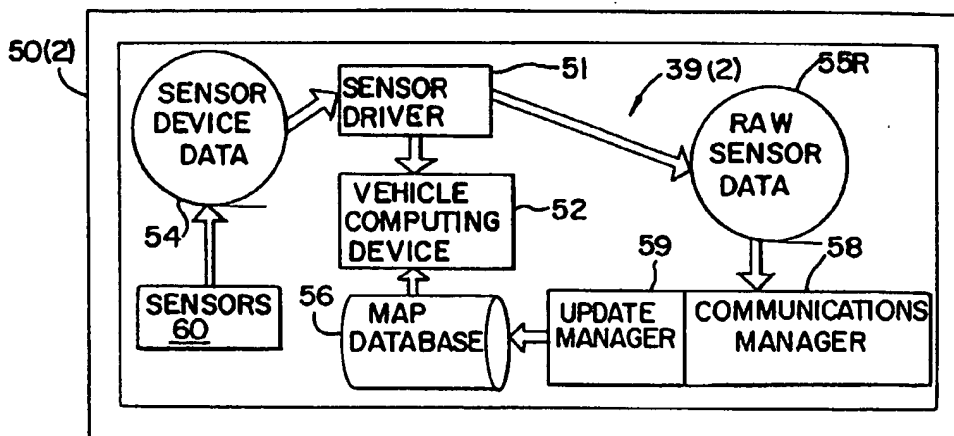 50(2)
SENSOR
DEVICE
DATA
54
SENSORS
60
SENSOR
DRIVER
51
39(2)
55R
RAW
SENSOR
DATA
VEHICLE
COMPUTING
DEVICE
52
56
MAP
DATABASE
59
UPDATE
MANAGER
58
COMMUNICATIONS
MANAGER